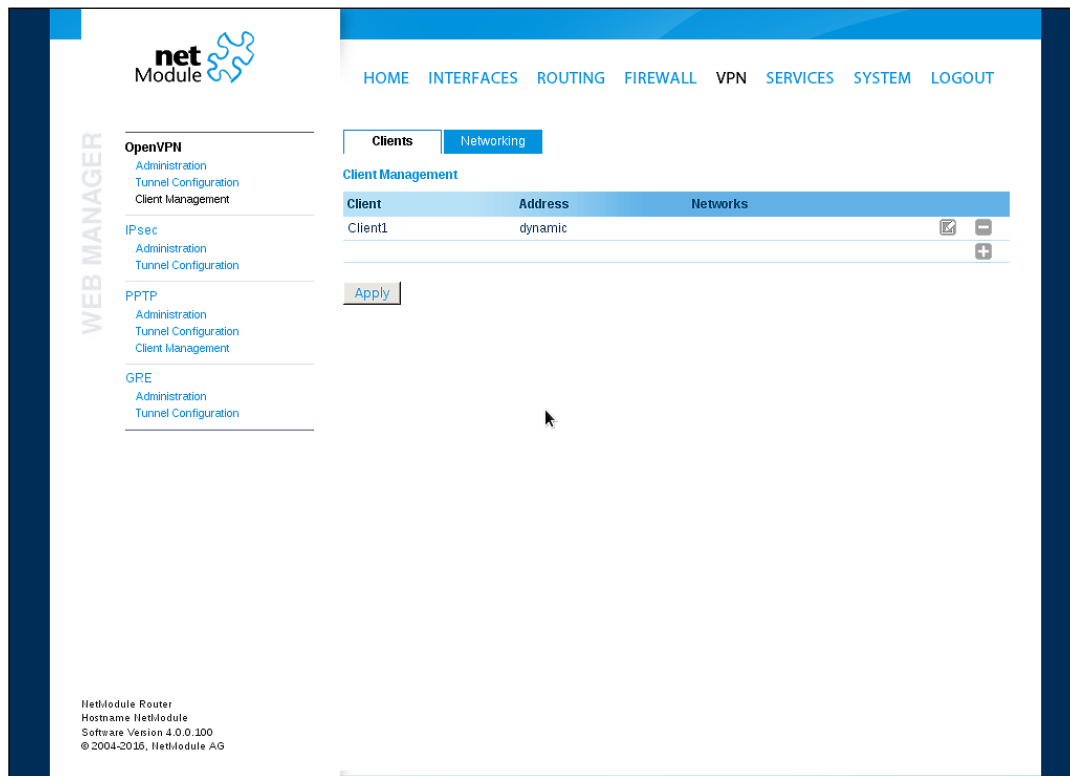 net
Module
HOME INTERFACES ROUTING FIREWALL VPN SERVICES SYSTEM LOGOUT
WEB MANAGER
OpenVPN
Administration
Tunnel Configuration
Client Management
IPsec
Administration
Tunnel Configuration
PPTP
Administration
Tunnel Configuration
Client Management
GRE
Administration
Tunnel Configuration
Clients Networking
Client Management
Client Address Networks
Client1 dynamic
Apply
NetModule Router
Hostname NetModule
Software Version 4.0.0.100
© 2004-2016, NetModule AG